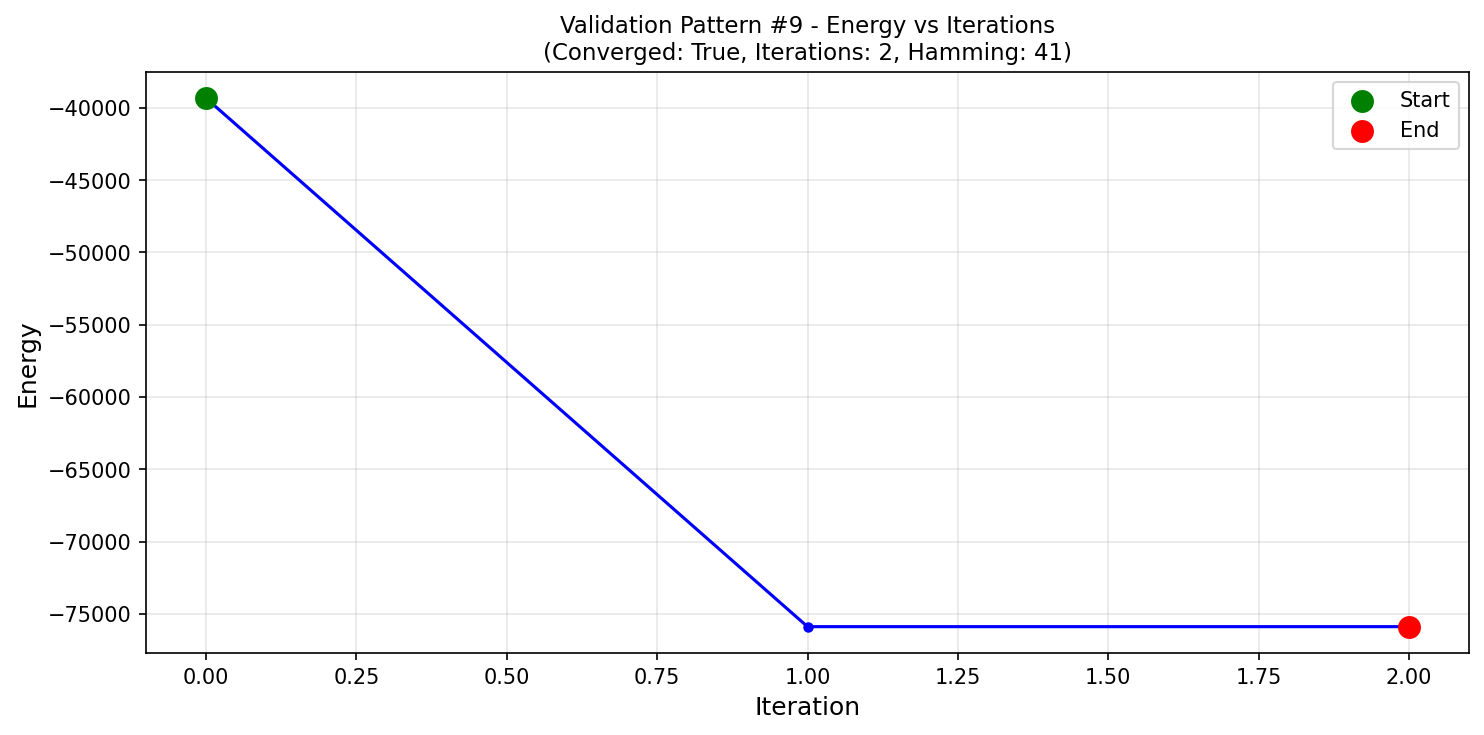 Validation Pattern #9 - Energy vs Iterations
(Converged: True, Iterations: 2, Hamming: 41)
Start
End
Energy
−40000
−45000
−50000
−55000
−60000
−65000
−70000
−75000
0.00 0.25 0.50 0.75 1.00 1.25 1.50 1.75 2.00
Iteration